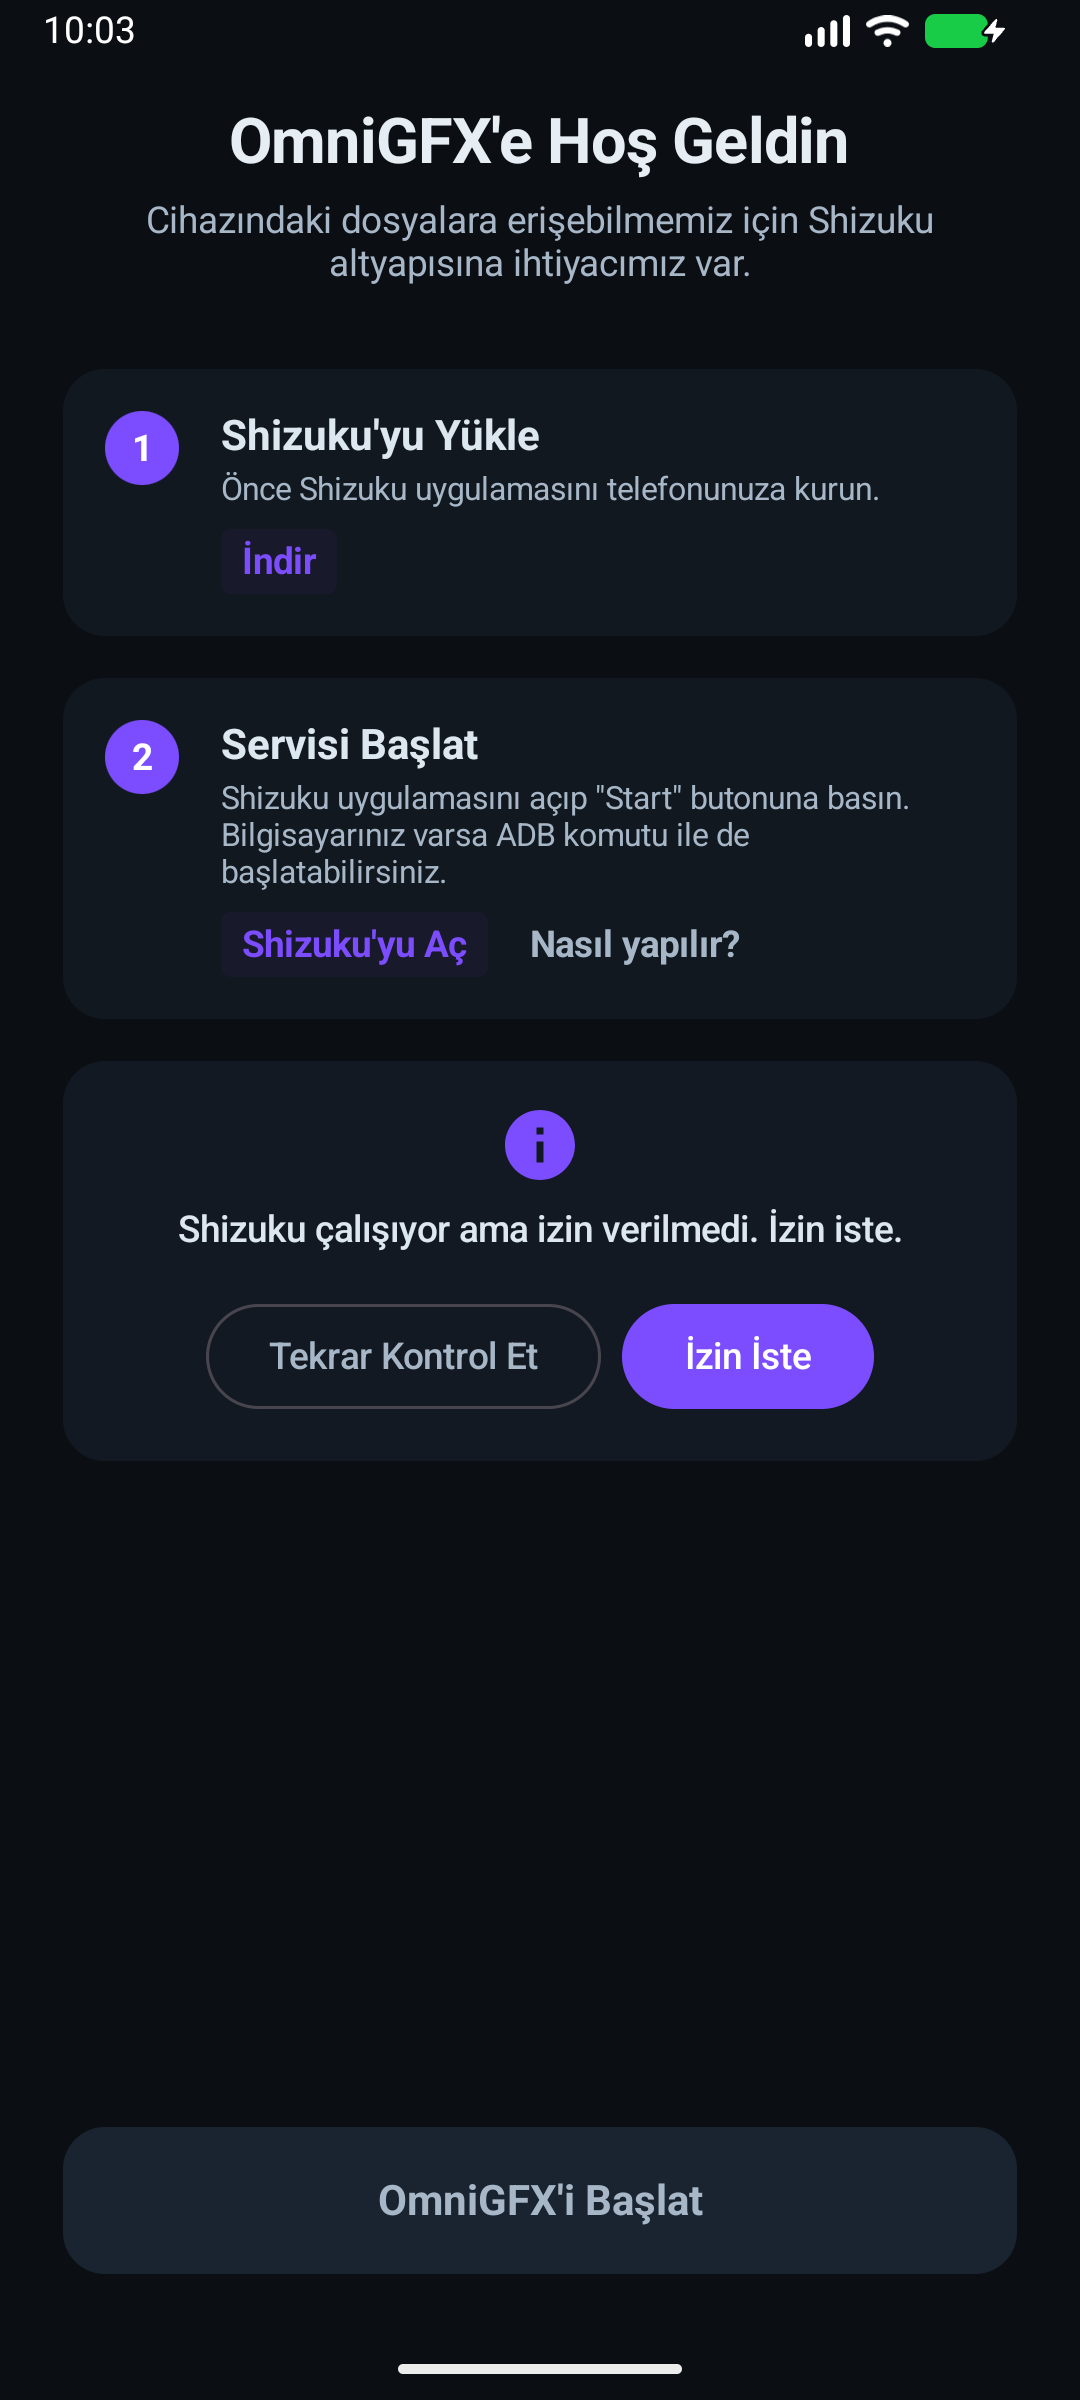 10:03
OmniGFX'e Hoş Geldin
Cihazındaki dosyalara erişebilmemiz için Shizuku
altyapısına ihtiyacımız var.
1
Shizuku'yu Yükle
Önce Shizuku uygulamasını telefonunuza kurun.
İndir
2
Servisi Başlat
Shizuku uygulamasını açıp "Start" butonuna basın.
Bilgisayarınız varsa ADB komutu ile de
başlatabilirsiniz.
Shizuku'yu Aç Nasıl yapılır?
Shizuku çalışıyor ama izin verilmedi. İzin iste.
Tekrar Kontrol Et İzin İste
OmniGFX'i Başlat